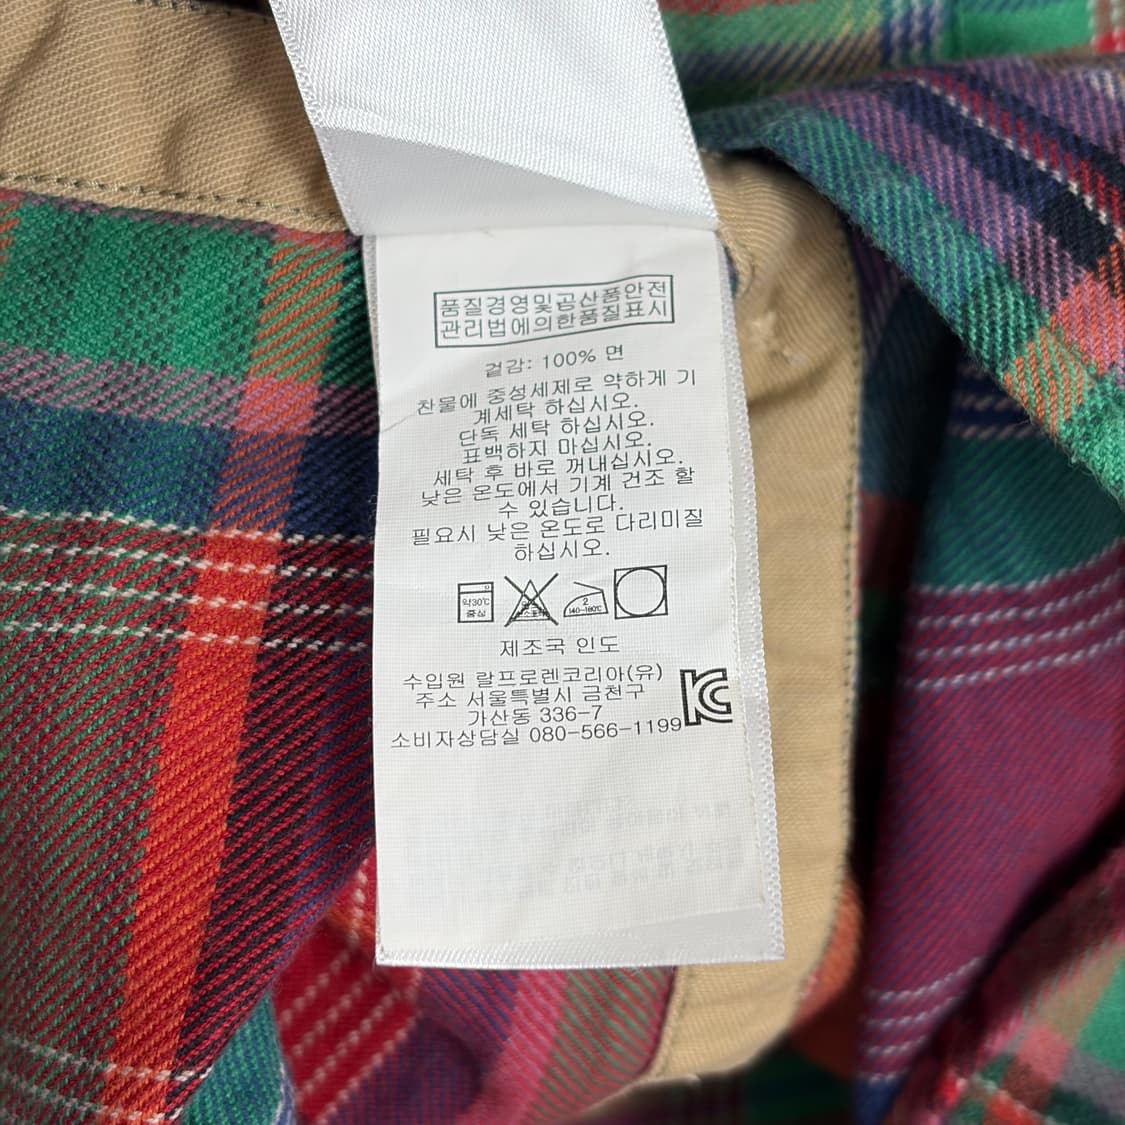 품질경영및공산품안전
관리법에의한품질표시
겉감: 100% 면
찬물에 중성세제로 약하게 기
계세탁 하십시오.
단독 세탁 하십시오.
표백하지 마십시오.
세탁 후 바로 꺼내십시오.
낮은 온도에서 기계 건조 할
수 있습니다.
필요시 낮은 온도로 다리미질
하십시오.
약30℃
중성
2
140~160℃
제조국 인도
수입원 랄프로렌코리아(유)
주소 서울특별시 금천구
가산동 336-7
소비자상담실 080-566-1199